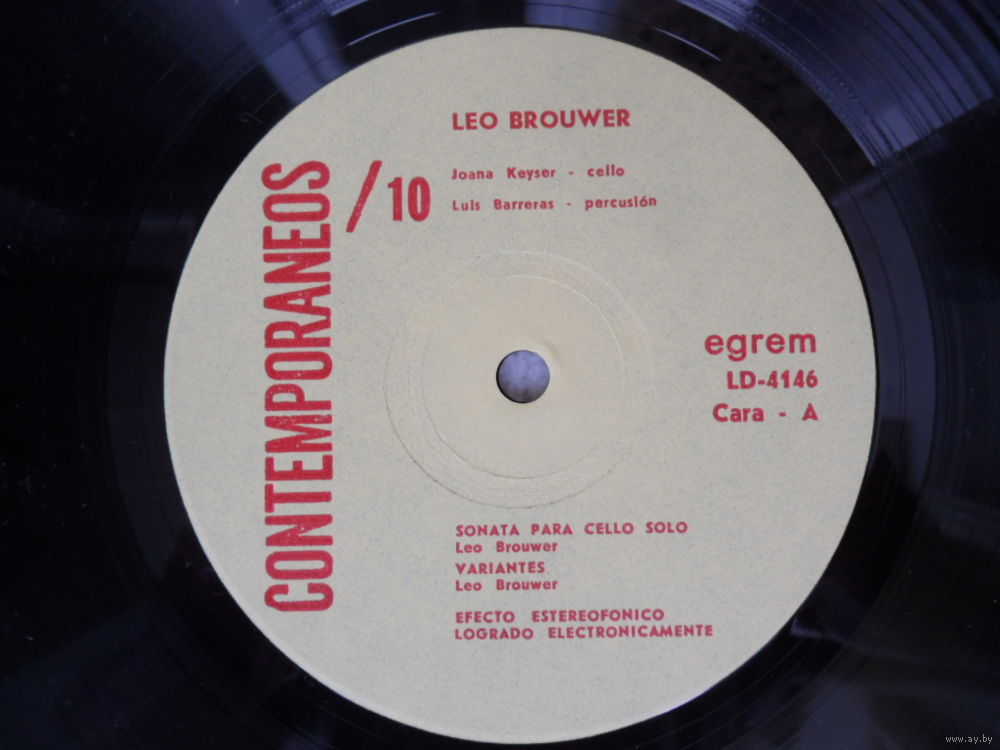 LEO BROUWER
CONTEMPORANEOS
/10
Joana Keyser - cello
Luis Barreras - percusión
egrem
LD-4146
Cara - A
SONATA PARA CELLO SOLO
Leo Brouwer
VARIANTES
Leo Brouwer
EFECTO ESTEREOFONICO
LOGRADO ELECTRONICAMENTE
www.ay.by